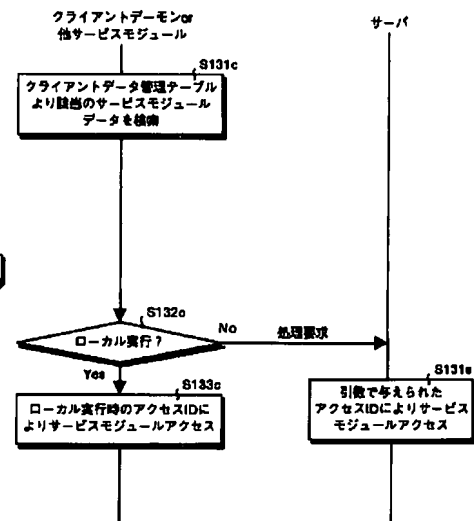 クライアントデーモンor
他サービスモジュール
サーバ
S131c
クライアントデータ管理テーブル
より該当のサービスモジュール
データを検索
S132c
ローカル実行？
No
処理要求
Yes
S133c
ローカル実行時のアクセスIDに
よりサービスモジュールアクセス
S131s
引数で与えられた
アクセスIDによりサービス
モジュールアクセス